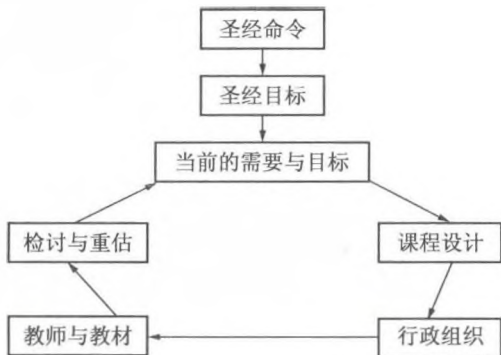 圣经命令
圣经目标
当前的需要与目标
检讨与重估
课程设计
教师与教材
行政组织